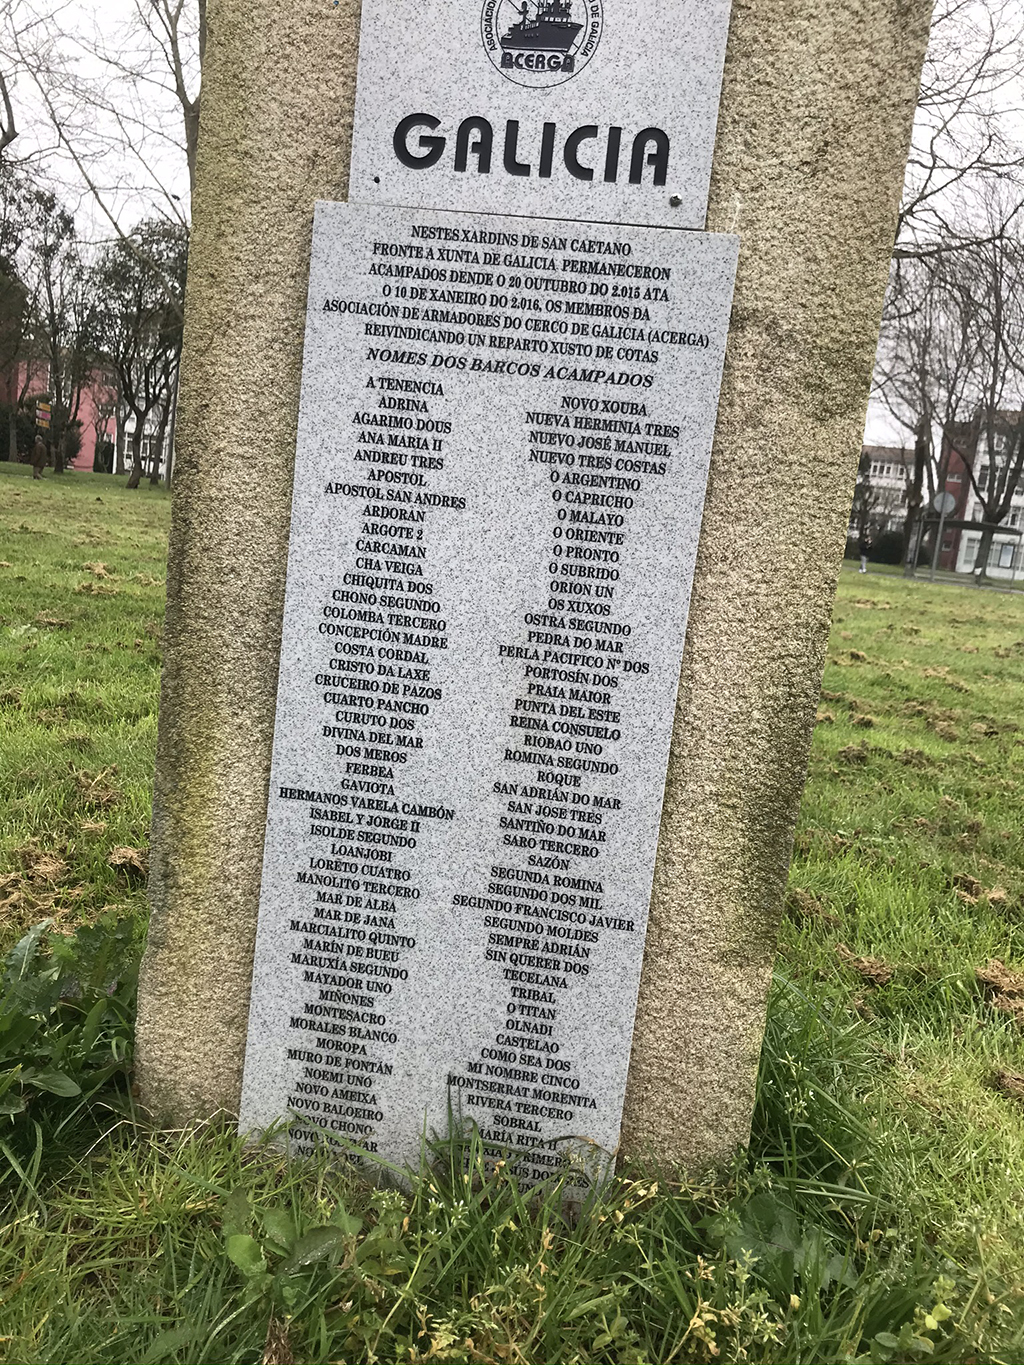 ASOCIACION
DE GALICIA
ACERGA
GALICIA
NESTES XARDINS DE SAN CAETANO
FRONTE A XUNTA DE GALICIA PERMANECERON
ACAMPADOS DENDE O 20 OUTUBRO DO 2.015 ATA
O 10 DE XANEIRO DO 2.016, OS MEMBROS DA
ASOCIACIÓN DE ARMADORES DO CERCO DE GALICIA (ACERGA)
REIVINDICANDO UN REPARTO XUSTO DE COTAS
NOMES DOS BARCOS ACAMPADOS
A TENENCIA
ADRINA
AGARIMO DOUS
ANA MARIA II
ANDREU TRES
APOSTOL
APOSTOL SAN ANDRES
ARDORAN
ARGOTE 2
CARCAMAN
CHA VEIGA
CHIQUITA DOS
CHONO SEGUNDO
COLOMBA TERCERO
CONCEPCIÓN MADRE
COSTA CORDAL
CRISTO DA LAXE
CRUCEIRO DE PAZOS
CUARTO PANCHO
CURUTO DOS
DIVINA DEL MAR
DOS MEROS
FERBEA
GAVIOTA
HERMANOS VARELA CAMBÓN
ISABEL Y JORGE II
ISOLDE SEGUNDO
LOANJOBI
LORETO CUATRO
MANOLITO TERCERO
MAR DE ALBA
MAR DE JANA
MARCIALITO QUINTO
MARÍN DE BUEU
MARUXÍA SEGUNDO
MAYADOR UNO
MIÑONES
MONTESACRO
MORALES BLANCO
MOROPA
MURO DE FONTÁN
NOEMI UNO
NOVO AMEIXA
NOVO BALOEIRO
NOVO CHONO
NOVO
NOVO XOUBA
NUEVA HERMINIA TRES
NUEVO JOSÉ MANUEL
NUEVO TRES COSTAS
O ARGENTINO
O CAPRICHO
O MALAYO
O ORIENTE
O PRONTO
O SUBRIDO
ORION UN
OS XUXOS
OSTRA SEGUNDO
PEDRA DO MAR
PERLA PACIFICO Nº DOS
PORTOSÍN DOS
PRAIA MAIOR
PUNTA DEL ESTE
REINA CONSUELO
RIOBAO UNO
ROMINA SEGUNDO
ROQUE
SAN ADRIÁN DO MAR
SAN JOSE TRES
SANTIÑO DO MAR
SARO TERCERO
SAZÓN
SEGUNDA ROMINA
SEGUNDO DOS MIL
SEGUNDO FRANCISCO JAVIER
SEGUNDO MOLDES
SEMPRE ADRIÁN
SIN QUERER DOS
TECELANA
TRIBAL
O TITAN
OLNADI
CASTELAO
COMO SEA DOS
MI NOMBRE CINCO
MONTSERRAT MORENITA
RIVERA TERCERO
SOBRAL
MARÍA RITA II